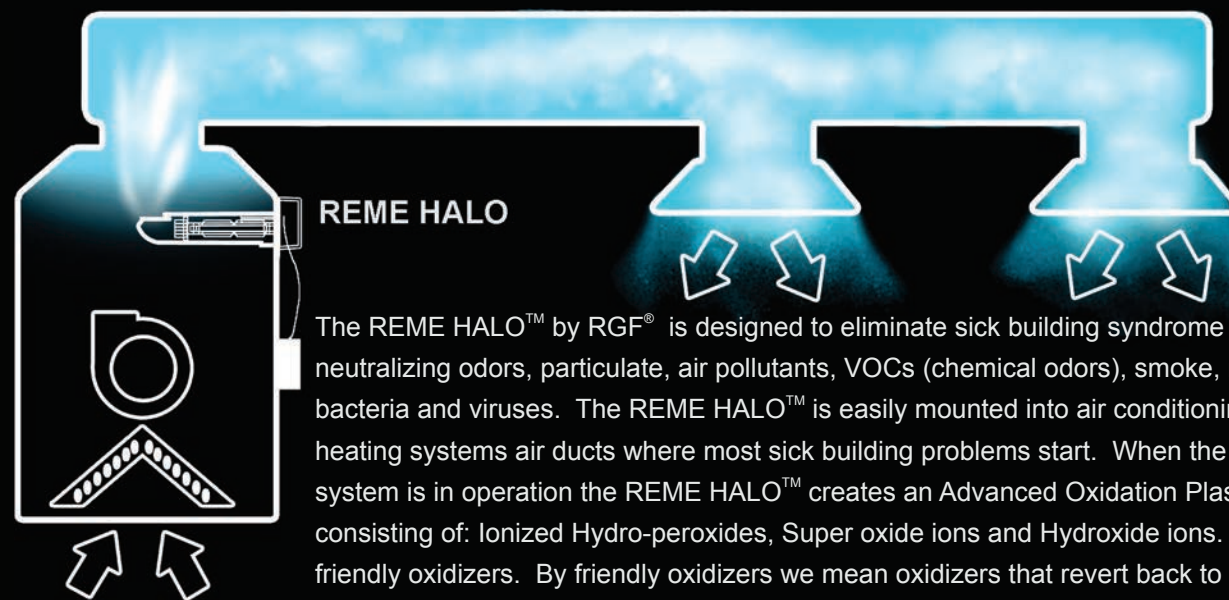 REME HALO
The REME HALO™ by RGF® is designed to eliminate sick building syndrome
neutralizing odors, particulate, air pollutants, VOCs (chemical odors), smoke,
bacteria and viruses. The REME HALO™ is easily mounted into air
heating systems air ducts where most sick building problems start. When the
system is in operation the REME HALO™ creates an Advanced Oxidation
consisting of: Ionized Hydro-peroxides, Super oxide ions and Hydroxide ions.
friendly oxidizers. By friendly oxidizers we mean oxidizers that revert back to